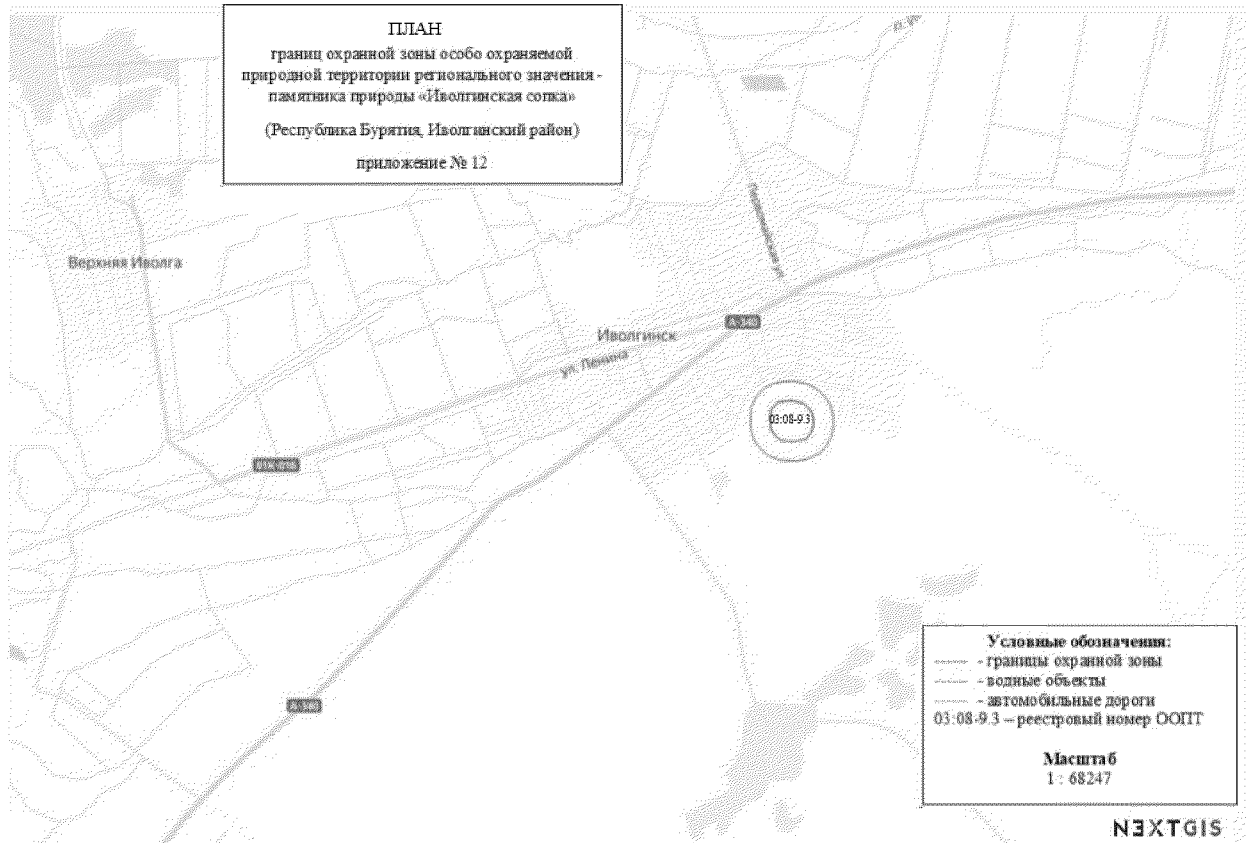 ПЛАН
границ охранной зоны особо охраняемой
природной территории регионального значения -
памятника природы «Иволгинская сопка»
(Республика Бурятия, Иволгинский район)
приложение № 12
Верхняя Иволга
А-340
Иволгинск
ул. Ленина
03:08-9.3
А-340
Условные обозначения:
- границы охранной зоны
- водные объекты
- автомобильные дороги
03:08-9.3 – реестровый номер ООПТ
Масштаб
1 : 68247
NEXTGIS